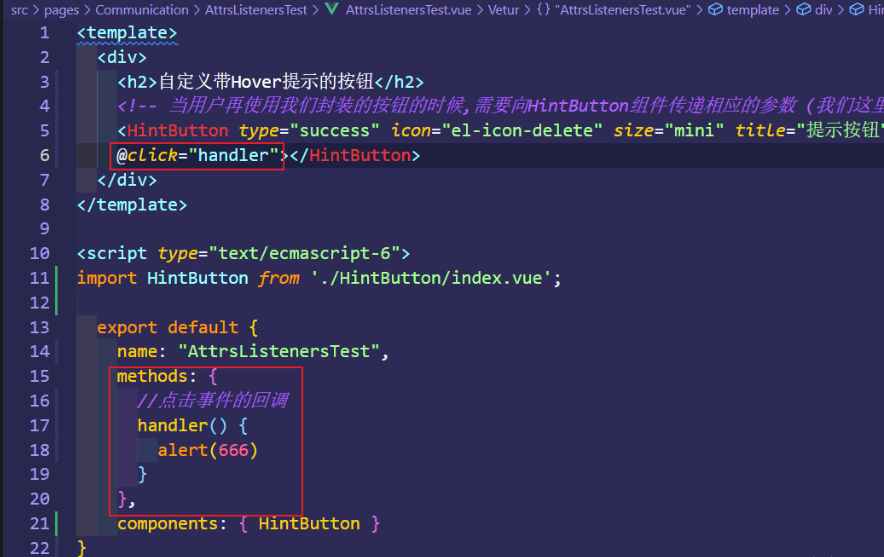 src > pages > Communication > AttrsListenersTest > AttrsListenersTest.vue > Vetur > {} "AttrsListenersTest.vue" > template > div > Hin
1 <template>
2 <div>
3 <h2>自定义带Hover提示的按钮</h2>
4 <!-- 当用户再使用我们封装的按钮的时候,需要向HintButton组件传递相应的参数 (我们这里
5 <HintButton type="success" icon="el-icon-delete" size="mini" title="提示按钮"
6 @click="handler"></HintButton>
7 </div>
8 </template>
9
10 <script type="text/ecmascript-6">
11 import HintButton from './HintButton/index.vue';
12
13 export default {
14 name: "AttrsListenersTest",
15 methods: {
16 //点击事件的回调
17 handler() {
18 alert(666)
19 }
20 },
21 components: { HintButton }
22 }